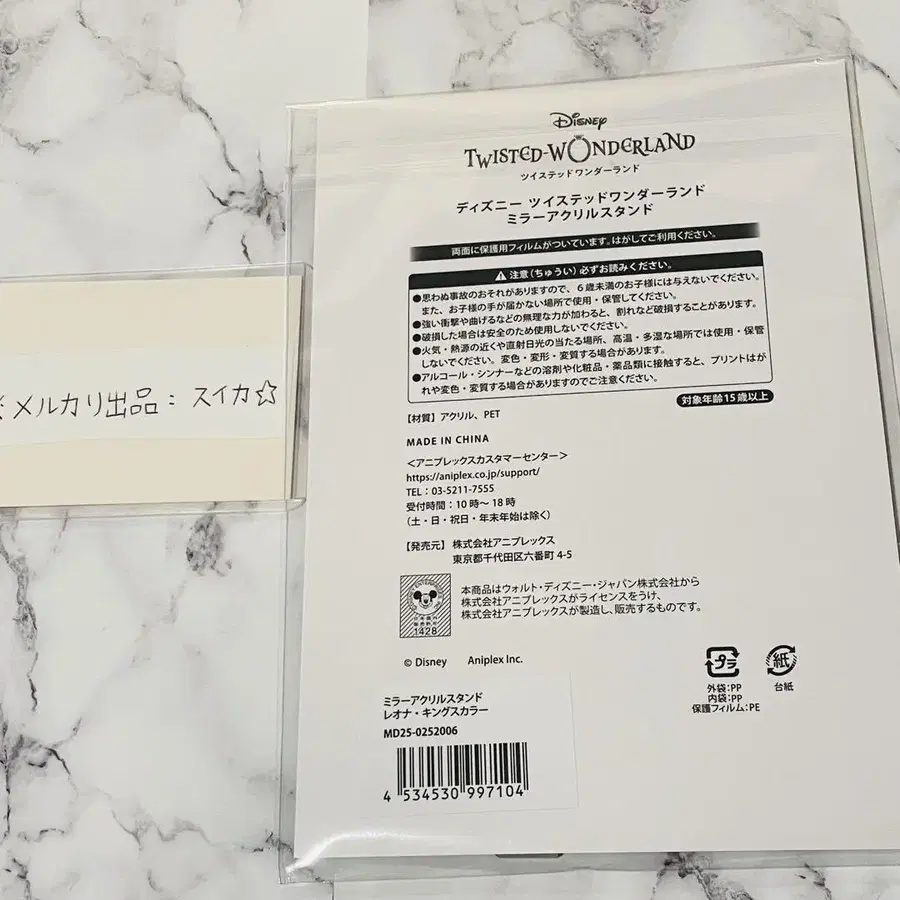 Disney
TWISTED-WONDERLAND
ツイステッドワンダーランド
ディズニー ツイステッドワンダーランド
ミラーアクリルスタンド
両面に保護用フィルムがついています。はがしてご利用ください。
注意（ちゅうい）必ずお読みください。
●思わぬ事故のおそれがありますので、６歳未満のお子様には与えないでください。
また、お子様の手が届かない場所で使用・保管してください。
●強い衝撃や曲げるなどの無理な力が加わると、割れなど破損することがあります。
●破損した場合は安全のため使用しないでください。
●火気・熱源の近くや直射日光の当たる場所、高温・多湿な場所では使用・保管
しないでください。変色・変形・変質する場合があります。
●アルコール・シンナーなどの溶剤や化粧品・薬品類に接触すると、プリントはが
れや変色・変質する場合がありますのでご注意ください。
対象年齢15歳以上
メルカリ出品：スイカ☆
【材質】アクリル、PET
MADE IN CHINA
＜アニプレックスカスタマーセンター＞
https://aniplex.co.jp/support/
TEL：03-5211-7555
受付時間：10時～18時
（土・日・祝日・年末年始は除く）
【発売元】株式会社アニプレックス
東京都千代田区六番町 4-5
本商品はウォルト・ディズニー・ジャパン株式会社から
株式会社アニプレックスがライセンスをうけ、
株式会社アニプレックスが製造し、販売するものです。
日本国内
販売許可
1428
© Disney Aniplex Inc.
プラ
外袋：PP
内袋：PP
保護フィルム：PE
紙
台紙
ミラーアクリルスタンド
レオナ・キングスカラー
MD25-0252006
4 534530 997104